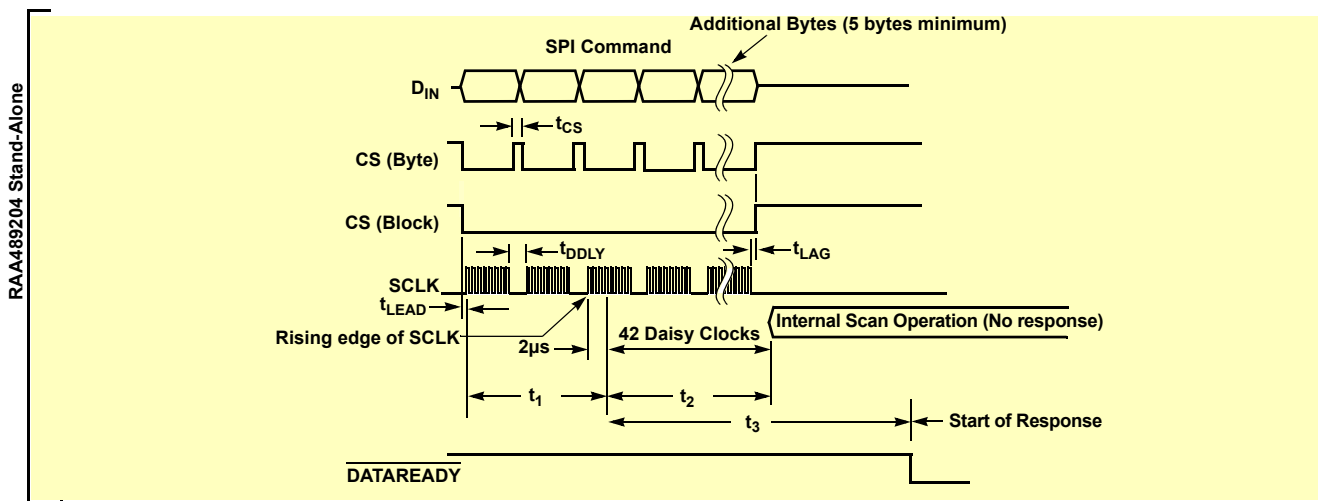 RAA489204 Stand-Alone
Additional Bytes (5 bytes minimum)
SPI Command
DIN
tCS
CS (Byte)
CS (Block)
tDDLY
tLAG
SCLK
tLEAD
Internal Scan Operation (No response)
Rising edge of SCLK
2µs
42 Daisy Clocks
t1
t2
t3
Start of Response
DATAREADY